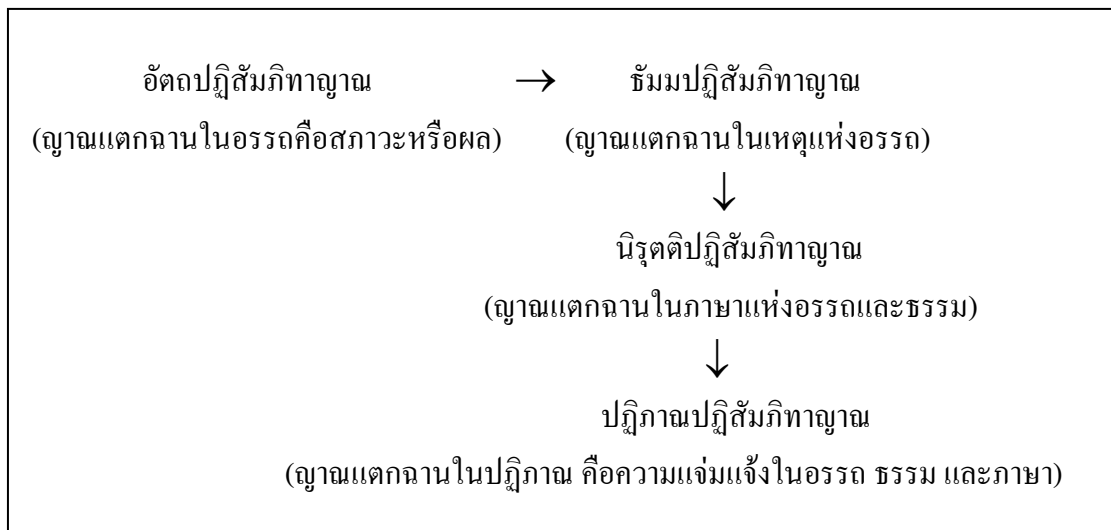 อัตถปฏิสัมภิทาญาณ → ธัมมปฏิสัมภิทาญาณ
(ญาณแตกฉานในอรรถคือสภาวะหรือผล) (ญาณแตกฉานในเหตุแห่งอรรถ)
↓
นิรุตติปฏิสัมภิทาญาณ
(ญาณแตกฉานในภาษาแห่งอรรถและธรรม)
↓
ปฏิภาณปฏิสัมภิทาญาณ
(ญาณแตกฉานในปฏิภาณ คือความแจ่มแจ้งในอรรถ ธรรม และภาษา)